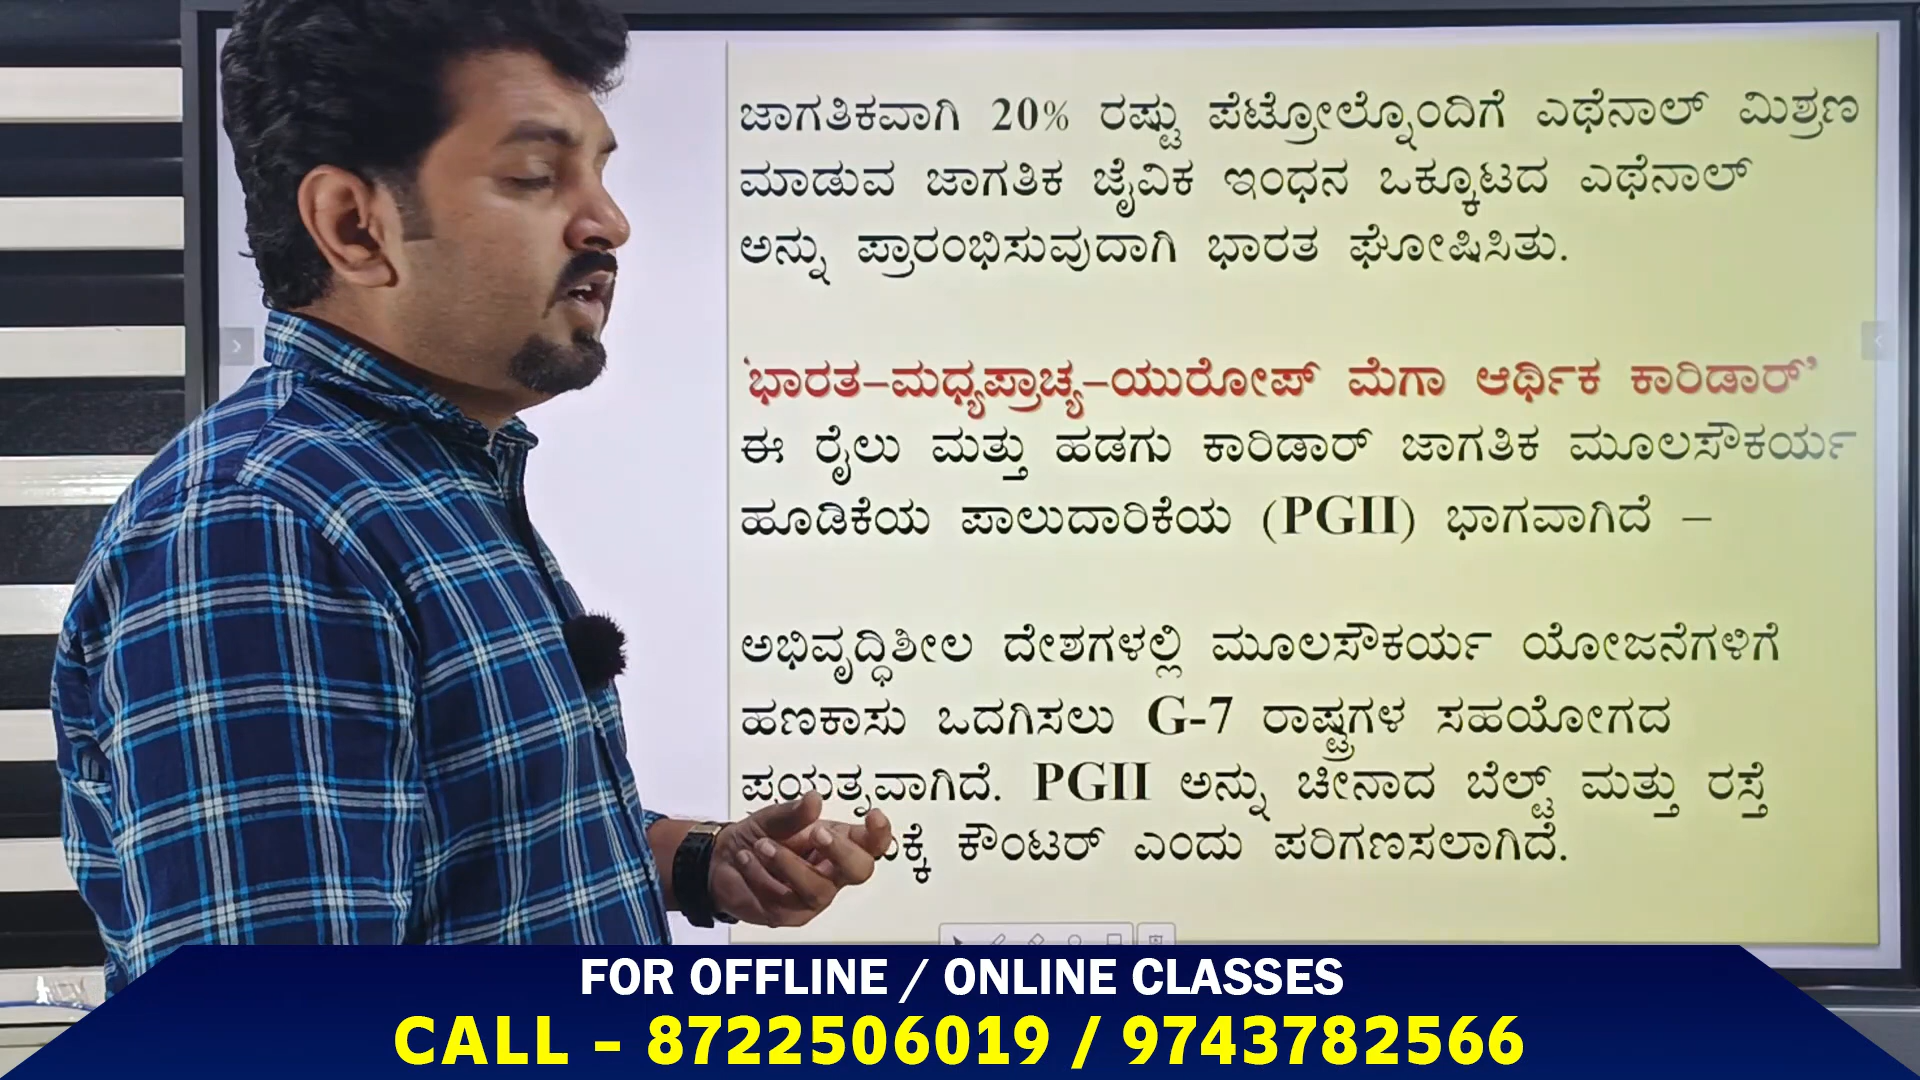 ಜಾಗತಿಕವಾಗಿ 20% ರಷ್ಟು ಪೆಟ್ರೋಲ್ನೊಂದಿಗೆ ಎಥೆನಾಲ್ ಮಿಶ್ರಣ
ಮಾಡುವ ಜಾಗತಿಕ ಜೈವಿಕ ಇಂಧನ ಒಕ್ಕೂಟದ ಎಥೆನಾಲ್
ಅನ್ನು ಪ್ರಾರಂಭಿಸುವುದಾಗಿ ಭಾರತ ಘೋಷಿಸಿತು.
‘ಭಾರತ–ಮಧ್ಯಪ್ರಾಚ್ಯ–ಯುರೋಪ್ ಮೆಗಾ ಆರ್ಥಿಕ ಕಾರಿಡಾರ್’
ಈ ರೈಲು ಮತ್ತು ಹಡಗು ಕಾರಿಡಾರ್ ಜಾಗತಿಕ ಮೂಲಸೌಕರ್ಯ
ಹೂಡಿಕೆಯ ಪಾಲುದಾರಿಕೆಯ (PGII) ಭಾಗವಾಗಿದೆ –
ಅಭಿವೃದ್ಧಿಶೀಲ ದೇಶಗಳಲ್ಲಿ ಮೂಲಸೌಕರ್ಯ ಯೋಜನೆಗಳಿಗೆ
ಹಣಕಾಸು ಒದಗಿಸಲು G-7 ರಾಷ್ಟ್ರಗಳ ಸಹಯೋಗದ
ಪ್ರಯತ್ನವಾಗಿದೆ. PGII ಅನ್ನು ಚೀನಾದ ಬೆಲ್ಟ್ ಮತ್ತು ರಸ್ತೆ
ಕೌಂಟರ್ ಎಂದು ಪರಿಗಣಸಲಾಗಿದೆ.
FOR OFFLINE / ONLINE CLASSES
CALL – 8722506019 / 9743782566